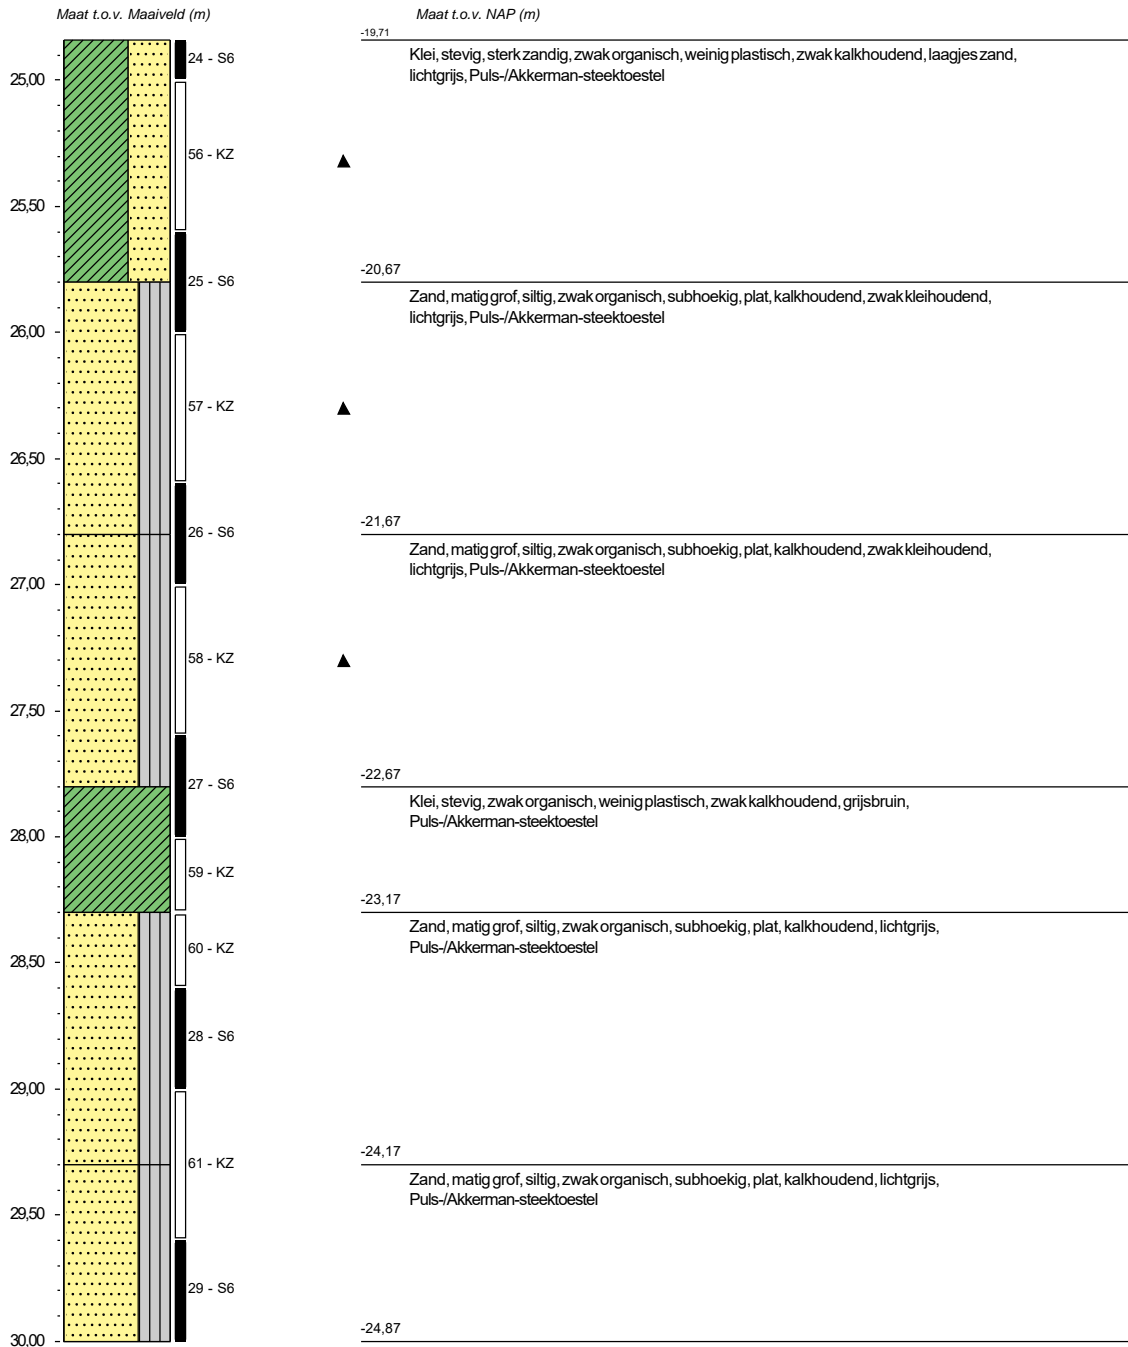 Maat t.o.v. Maaiveld (m)
Maat t.o.v. NAP (m)
-19,71
24 - S6
Klei, stevig, sterk zandig, zwak organisch, weinig plastisch, zwak kalkhoudend, laagjes zand,
lichtgrijs, Puls-/Akkerman-steektoestel
25,00
56 - KZ
25,50
-20,67
25 - S6
Zand, matig grof, siltig, zwak organisch, subhoekig, plat, kalkhoudend, zwak kleihoudend,
lichtgrijs, Puls-/Akkerman-steektoestel
26,00
57 - KZ
26,50
-21,67
26 - S6
Zand, matig grof, siltig, zwak organisch, subhoekig, plat, kalkhoudend, zwak kleihoudend,
lichtgrijs, Puls-/Akkerman-steektoestel
27,00
58 - KZ
27,50
-22,67
27 - S6
Klei, stevig, zwak organisch, weinig plastisch, zwak kalkhoudend, grijsbruin,
Puls-/Akkerman-steektoestel
28,00
59 - KZ
-23,17
Zand, matig grof, siltig, zwak organisch, subhoekig, plat, kalkhoudend, lichtgrijs,
Puls-/Akkerman-steektoestel
60 - KZ
28,50
28 - S6
29,00
-24,17
61 - KZ
Zand, matig grof, siltig, zwak organisch, subhoekig, plat, kalkhoudend, lichtgrijs,
Puls-/Akkerman-steektoestel
29,50
29 - S6
-24,87
30,00